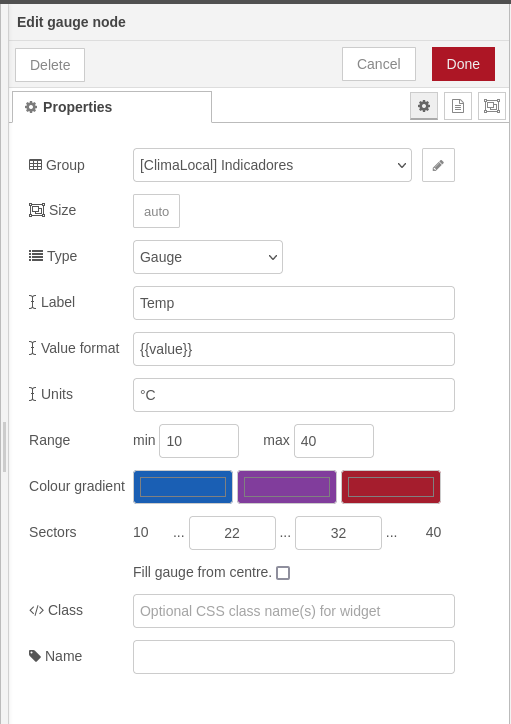 Edit gauge node
Delete Cancel Done
Properties
Group [ClimaLocal] Indicadores
Size auto
Type Gauge
Label Temp
Value format {{value}}
Units °C
Range min 10 max 40
Colour gradient
Sectors 10 ... 22 ... 32 ... 40
Fill gauge from centre.
</> Class Optional CSS class name(s) for widget
Name